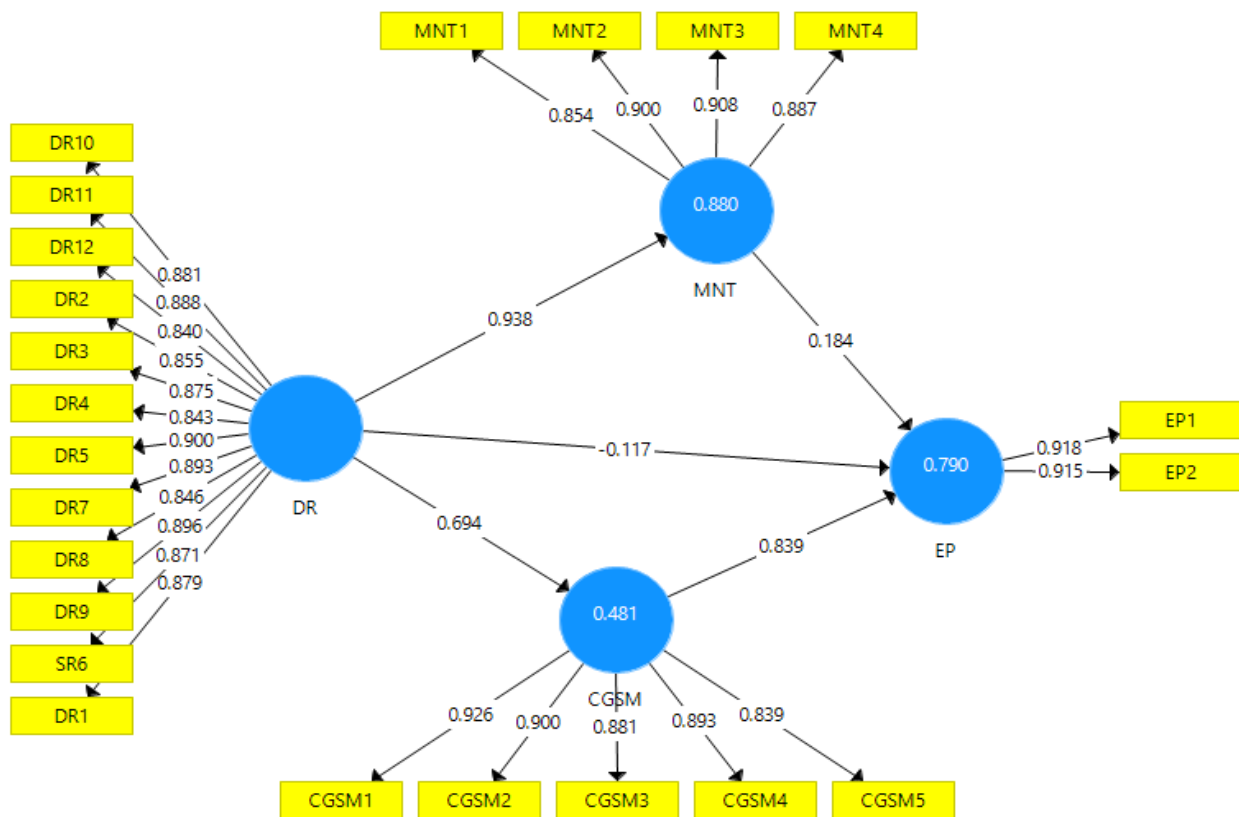 MNT1 MNT2 MNT3 MNT4
0.854 0.900 0.908 0.887
0.880
MNT
DR10
DR11
DR12
DR2
DR3
DR4
DR5
DR7
DR8
DR9
SR6
DR1
0.881
0.888
0.840
0.855
0.875
0.843
0.900
0.893
0.846
0.896
0.871
0.879
DR
0.938
0.184
-0.117
0.694
0.839
0.790
EP
0.918
0.915
EP1
EP2
0.481
CGSM
0.926 0.900 0.881 0.893 0.839
CGSM1 CGSM2 CGSM3 CGSM4 CGSM5